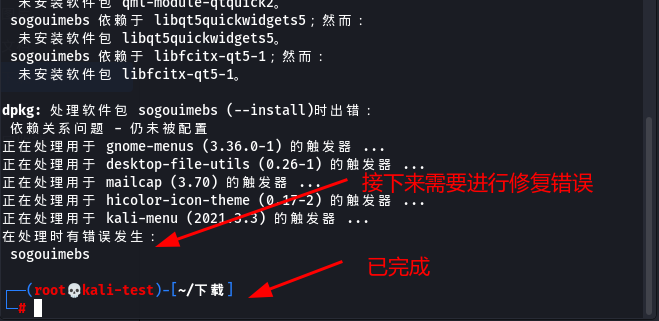 未安装软件包 qml-module-qtquick2。
sogouimebs 依赖于 libqt5quickwidgets5；然而：
未安装软件包 libqt5quickwidgets5。
sogouimebs 依赖于 libfcitx-qt5-1；然而：
未安装软件包 libfcitx-qt5-1。
dpkg: 处理软件包 sogouimebs (--install)时出错：
依赖关系问题 - 仍未被配置
正在处理用于 gnome-menus (3.36.0-1) 的触发器 ...
正在处理用于 desktop-file-utils (0.26-1) 的触发器 ...
正在处理用于 mailcap (3.70) 的触发器 ...
接下来需要进行修复错误
正在处理用于 hicolor-icon-theme (0.17-2) 的触发器 ...
正在处理用于 kali-menu (2021.3.3) 的触发器 ...
在处理时有错误发生：
sogouimebs
已完成
┌──(root💀kali-test)-[~/下载]
└─#